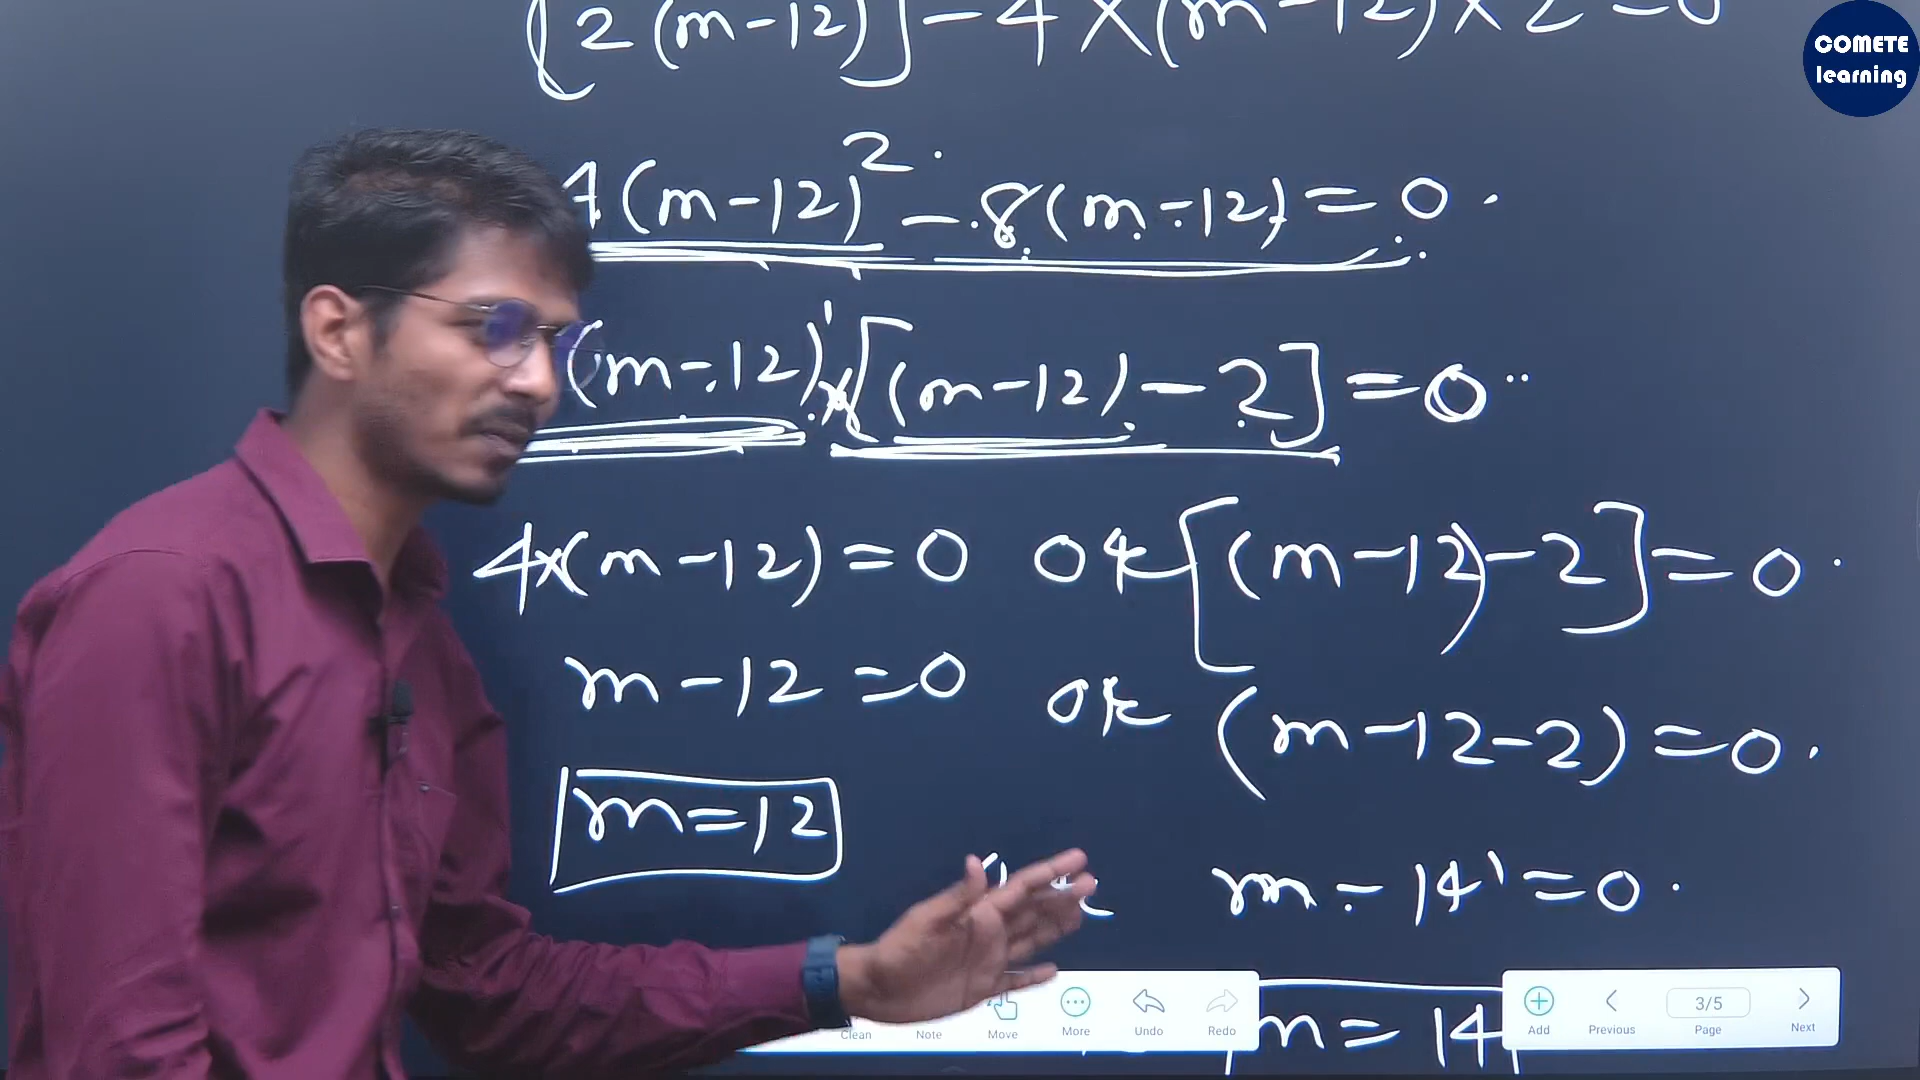 COMETE
learning
[2(m-12)] - 4×(m-12)×2 = 0
4(m-12)² - 8(m-12) = 0
(m-12)' × [(m-12) - 2] = 0
4×(m-12) = 0 or [(m-12) - 2] = 0
m-12 = 0 or (m-12-2) = 0
m = 12
m - 14 = 0
m = 14
Clean Note Move More Undo Redo
Add Previous 3/5 Page Next